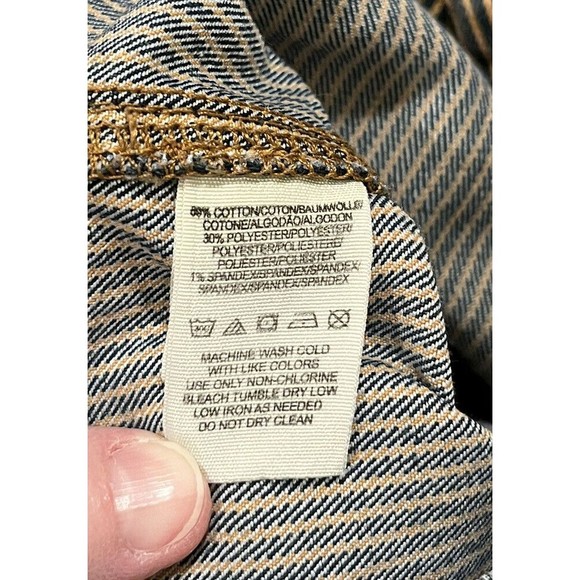 69% COTTON/COTON/BAUMWOLLE/
COTONE/ALGODÃO/ALGODON
30% POLYESTER/POLYESTER/
POLYESTER/POLIESTERE/
POLIESTER/POLIESTER
1% SPANDEX/SPANDEX/SPANDEX/
SPANDEX/SPANDEX/SPANDEX
MACHINE WASH COLD
WITH LIKE COLORS
USE ONLY NON-CHLORINE
BLEACH TUMBLE DRY LOW
LOW IRON AS NEEDED
DO NOT DRY CLEAN